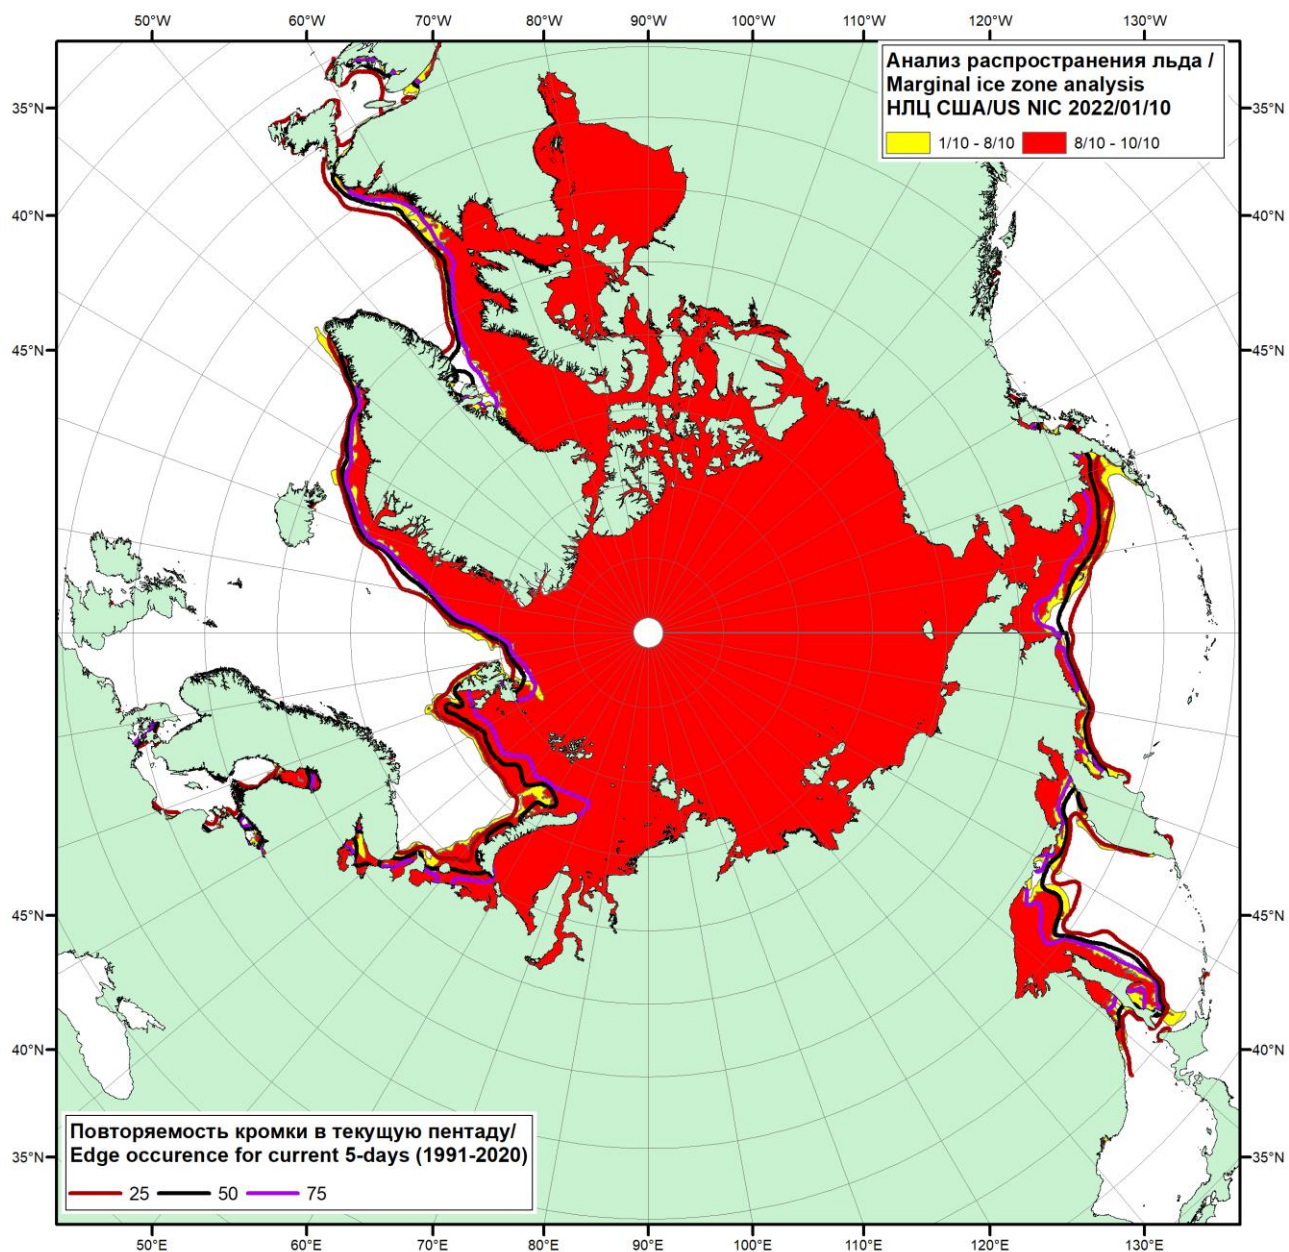 50°W 60°W 70°W 80°W 90°W 100°W 110°W 120°W 130°W
Анализ распространения льда /
Marginal ice zone analysis
НЛЦ США/US NIC 2022/01/10
1/10 - 8/10 8/10 - 10/10
35°N 35°N
40°N 40°N
45°N 45°N
45°N 45°N
40°N 40°N
Повторяемость кромки в текущую пентаду/
Edge occurence for current 5-days (1991-2020)
35°N 35°N
25 50 75
50°E 60°E 70°E 80°E 90°E 100°E 110°E 120°E 130°E